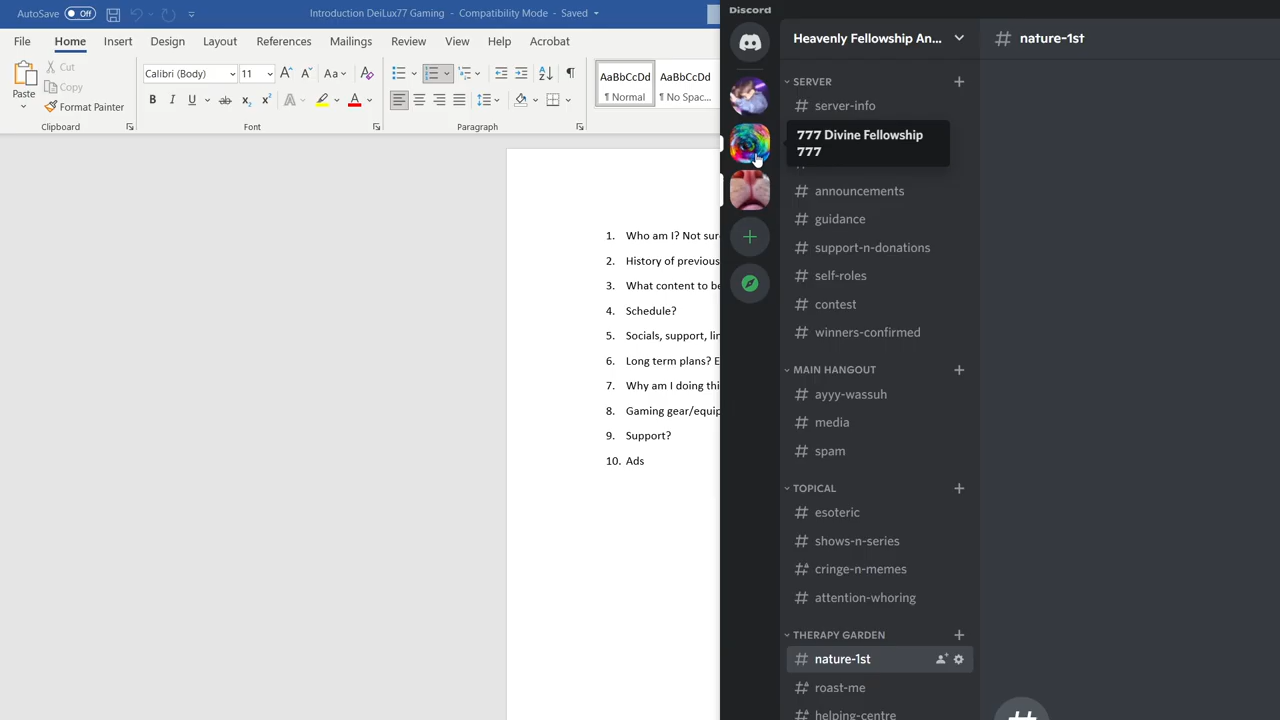 AutoSave Off
Introduction DeiLux77 Gaming - Compatibility Mode - Saved
File Home Insert Design Layout References Mailings Review View Help Acrobat
Paste
Cut
Copy
Format Painter
Clipboard
Calibri (Body) 11
Font
Paragraph
AaBbCcDd AaBbCcDd
¶ Normal ¶ No Spac...
1. Who am I? Not sur
2. History of previous
3. What content to be
4. Schedule?
5. Socials, support, lin
6. Long term plans? E
7. Why am I doing thi
8. Gaming gear/equip
9. Support?
10. Ads
Discord
Heavenly Fellowship An...
# nature-1st
SERVER
server-info
777 Divine Fellowship
777
announcements
guidance
support-n-donations
self-roles
contest
winners-confirmed
MAIN HANGOUT
ayyy-wassuh
media
spam
TOPICAL
esoteric
shows-n-series
cringe-n-memes
attention-whoring
THERAPY GARDEN
nature-1st
roast-me
helping-centre